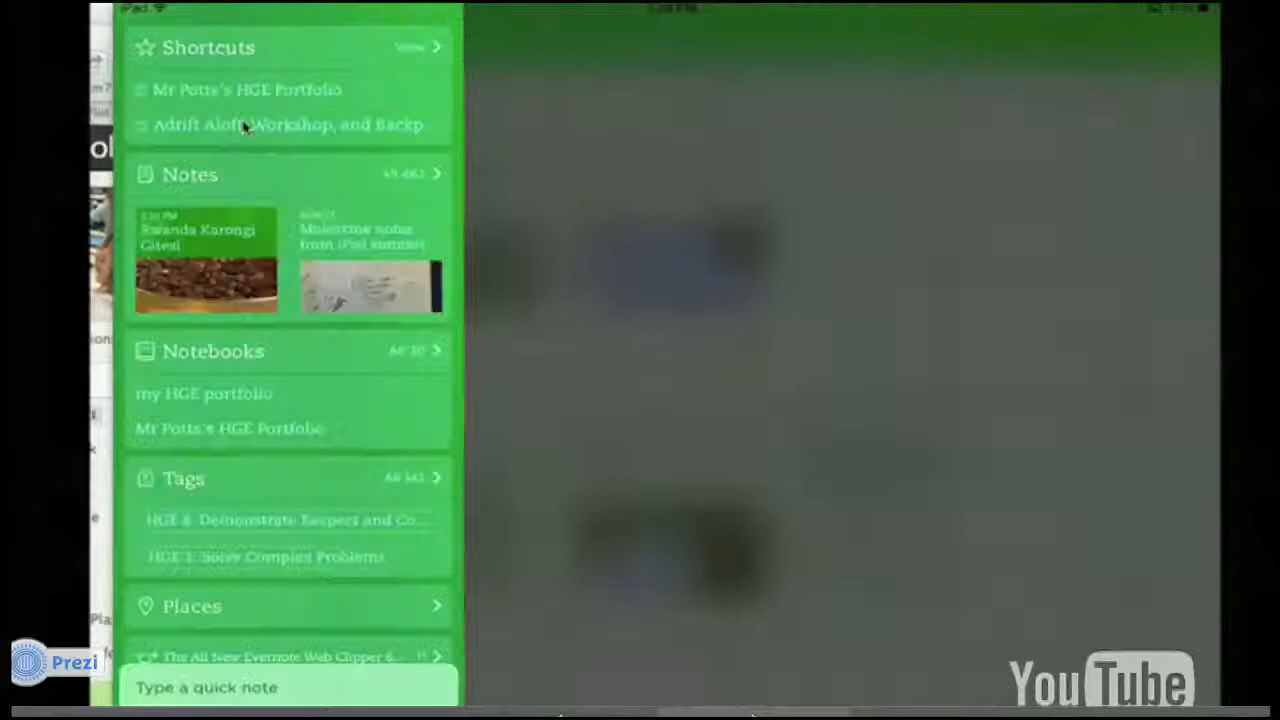 iPad
Shortcuts
View
Mr Potts's HGE Portfolio
Adrift Aloft Workshop, and Backp
Notes
Rwanda Karongi
Gitesi
Moleskine notes
from iPad summit
Notebooks
my HGE portfolio
Mr Potts's HGE Portfolio
Tags
HGE 6. Demonstrate Respect and Co...
HGE 1. Solve Complex Problems
Places
The All New Evernote Web Clipper 6...
Type a quick note
Prezi
YouTube